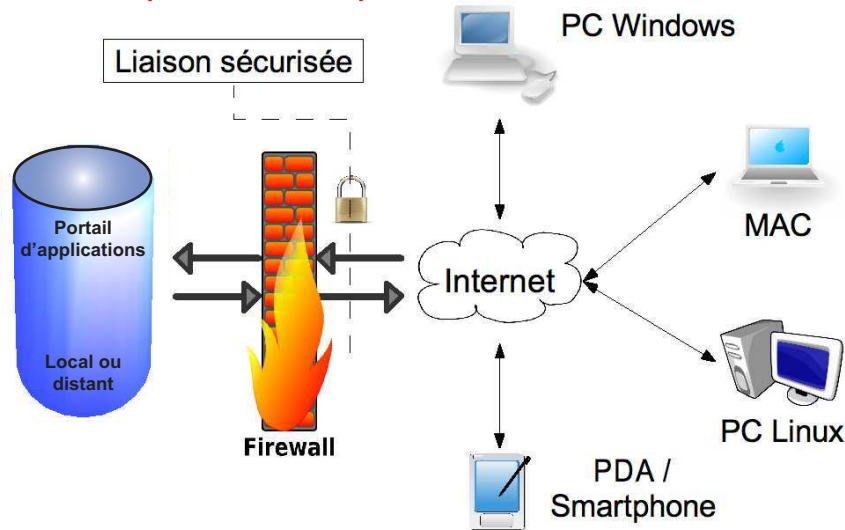 PC Windows
Liaison sécurisée
Portail
d'applications
MAC
Internet
Local ou
distant
PC Linux
Firewall
PDA /
Smartphone